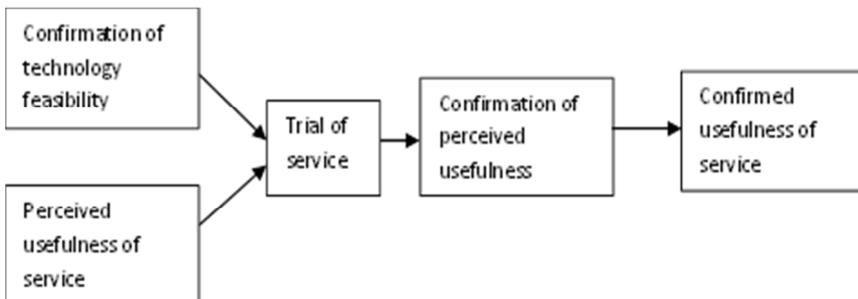 Confirmation of
technology
feasibility
Perceived
usefulness of
service
Trial of
service
Confirmation of
perceived
usefulness
Confirmed
usefulness of
service